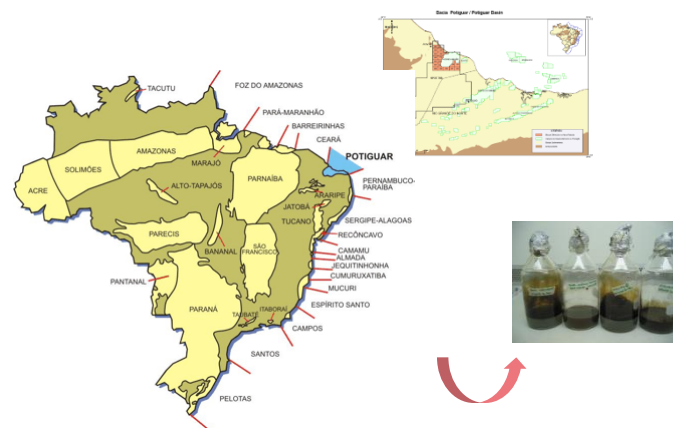 Bacia Potiguar / Potiguar Basin
TACUTU
FOZ DO AMAZONAS
PARÁ-MARANHÃO
BARREIRINHAS
CEARÁ
POTIGUAR
AMAZONAS
MARAJÓ
SOLIMÕES
ACRE
ALTO-TAPAJÓS
PARNAÍBA
PERNAMBUCO-
PARAÍBA
ARARIPE
JATOBÁ
TUCANO
SERGIPE-ALAGOAS
RECÔNCAVO
PARECIS
BANANAL
SÃO
FRANCISCO
CAMAMU
ALMADA
JEQUITINHONHA
CUMURUXATIBA
MUCURI
PANTANAL
ESPÍRITO SANTO
PARANÁ
TAUBATÉ
ITABORAÍ
CAMPOS
SANTOS
PELOTAS